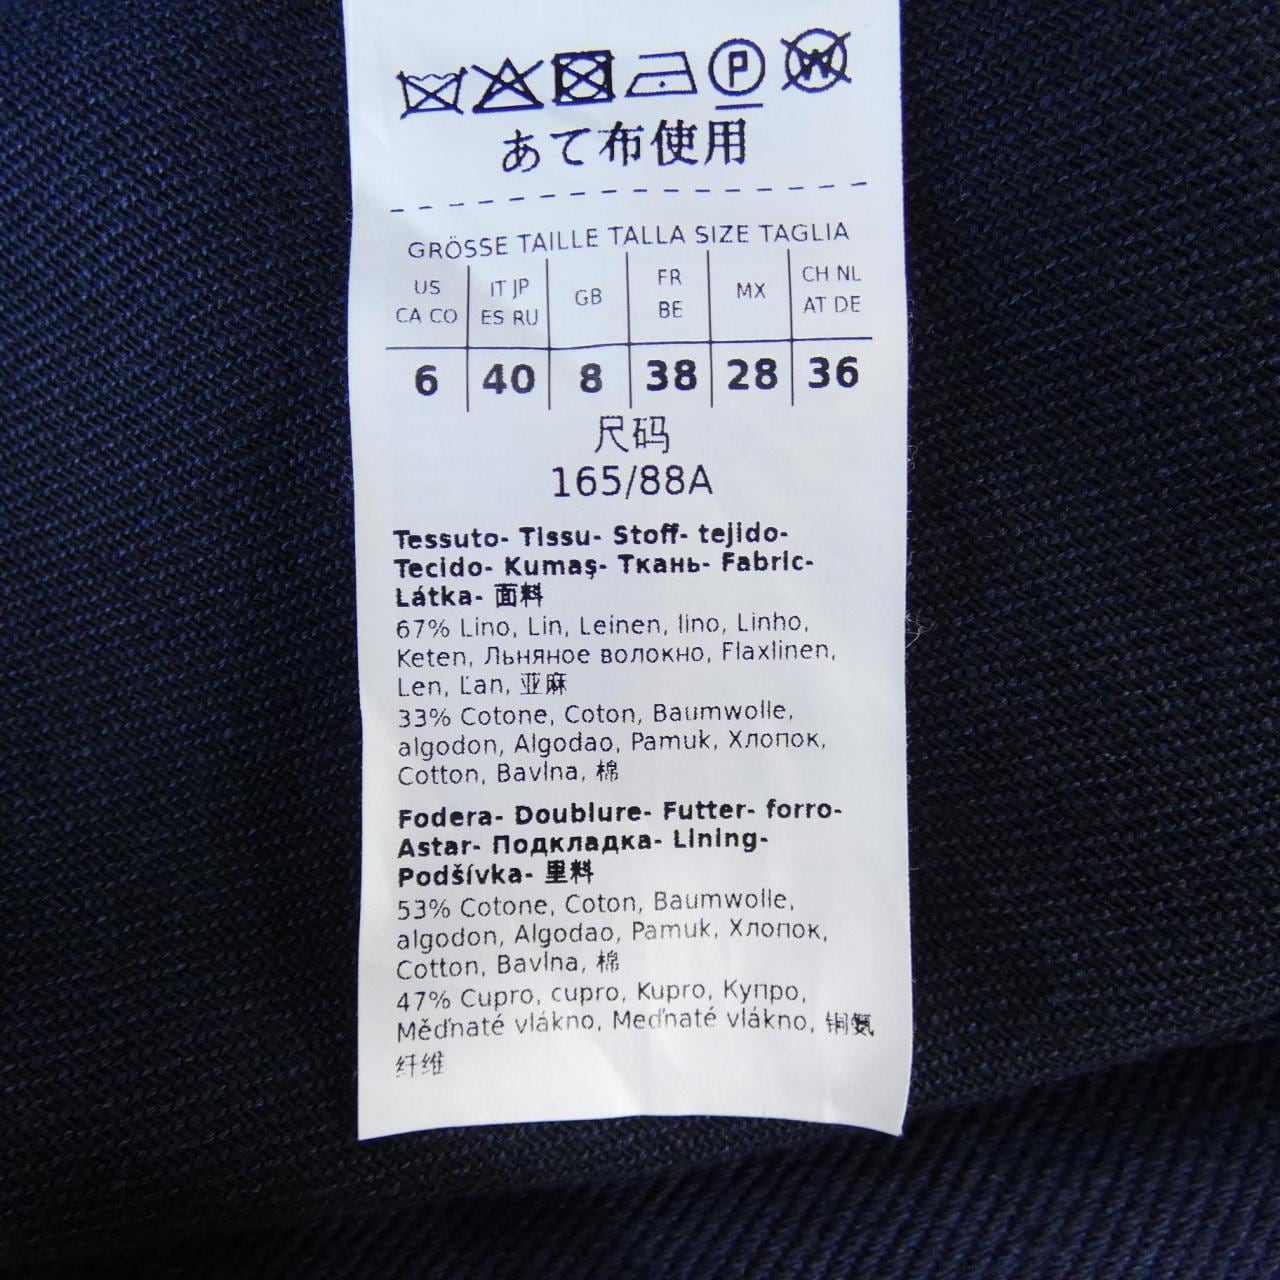 P W
あて布使用
GRÖSSE TAILLE TALLA SIZE TAGLIA
US CA CO | IT JP ES RU | GB | FR BE | MX | CH NL AT DE
6 | 40 | 8 | 38 | 28 | 36
尺码
165/88A
Tessuto- Tissu- Stoff- tejido-
Tecido- Kumaş- Ткань- Fabric-
Látka- 面料
67% Lino, Lin, Leinen, lino, Linho,
Keten, Льняное волокно, Flaxlinen,
Len, Ľan, 亚麻
33% Cotone, Coton, Baumwolle,
algodon, Algodao, Pamuk, Хлопок,
Cotton, Bavlna, 棉
Fodera- Doublure- Futter- forro-
Astar- Подкладка- Lining-
Podšívka- 里料
53% Cotone, Coton, Baumwolle,
algodon, Algodao, Pamuk, Хлопок,
Cotton, Bavlna, 棉
47% Cupro, cupro, Kupro, Купро,
Měďnaté vlákno, Meďnaté vlákno, 铜氨
纤维